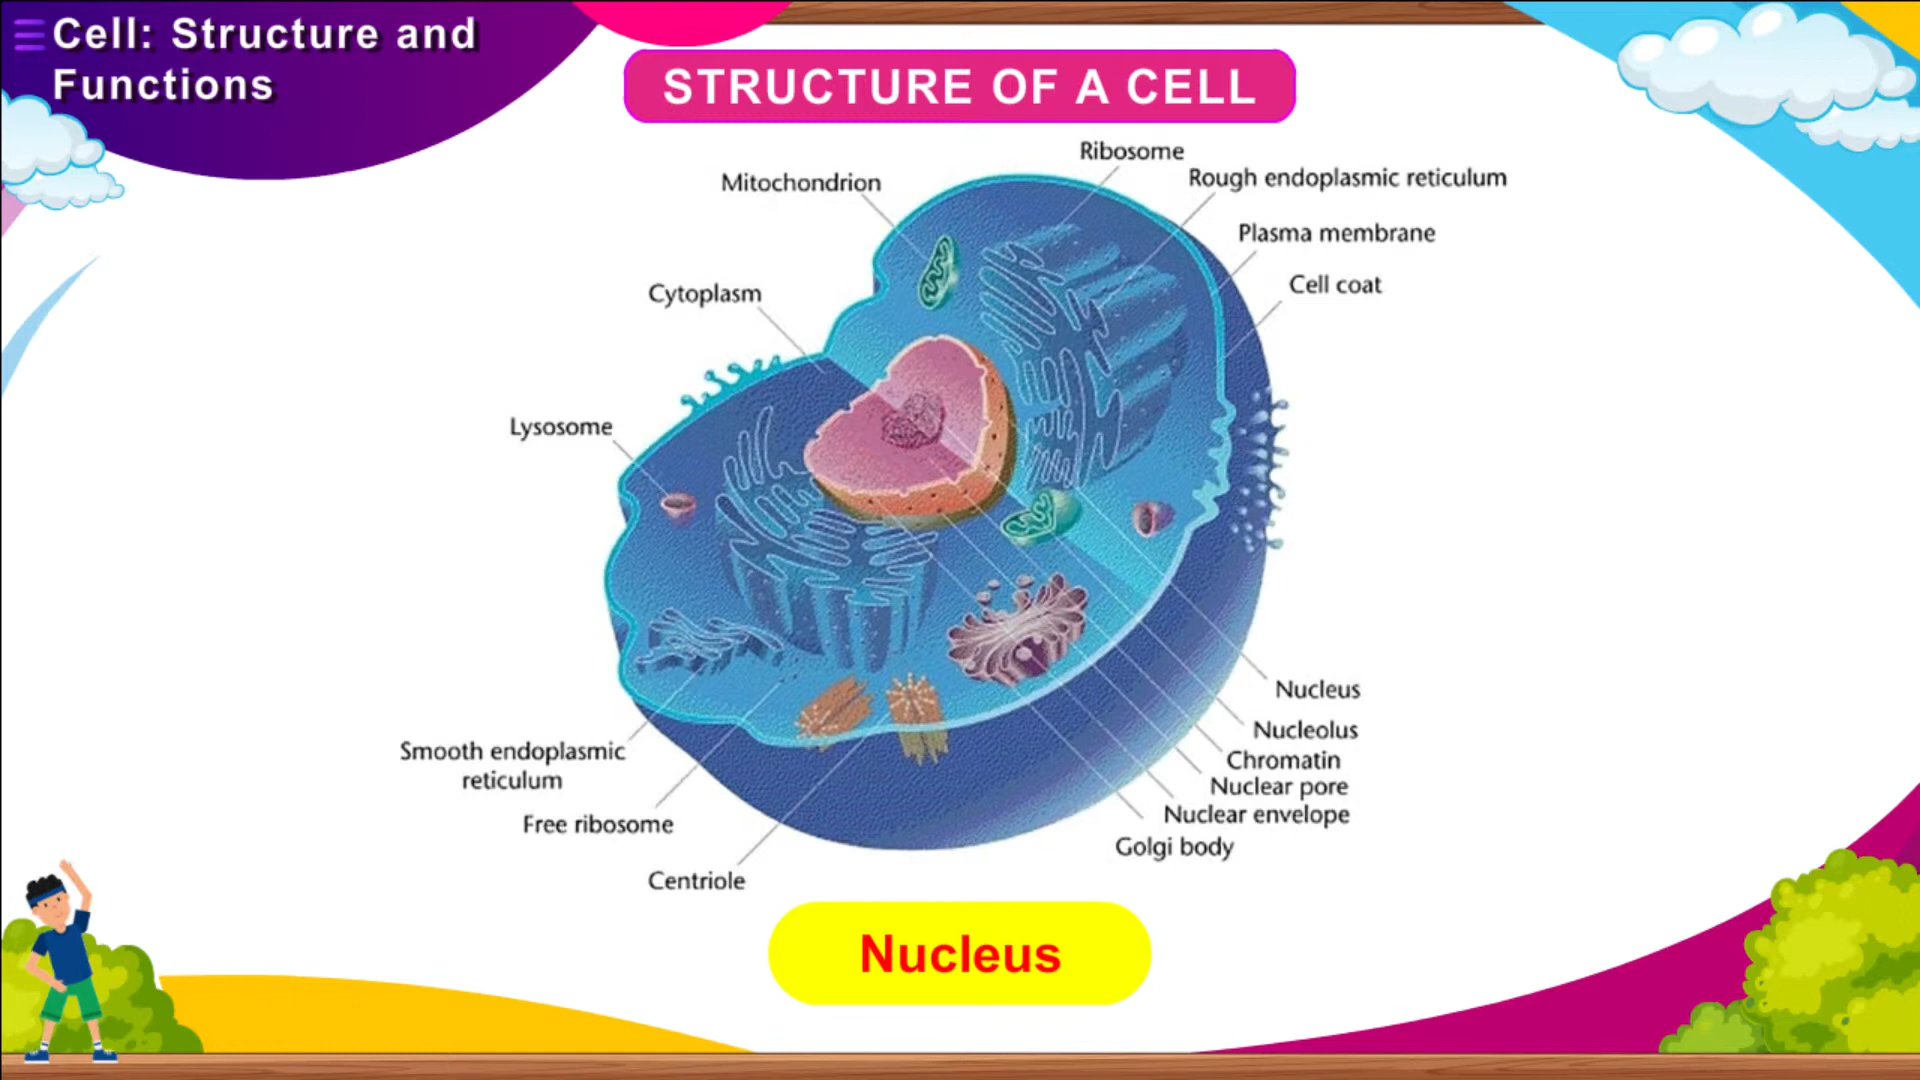 Cell: Structure and
Functions
STRUCTURE OF A CELL
Ribosome
Mitochondrion
Rough endoplasmic reticulum
Plasma membrane
Cell coat
Cytoplasm
Lysosome
Nucleus
Nucleolus
Chromatin
Nuclear pore
Nuclear envelope
Golgi body
Smooth endoplasmic
reticulum
Free ribosome
Centriole
Nucleus